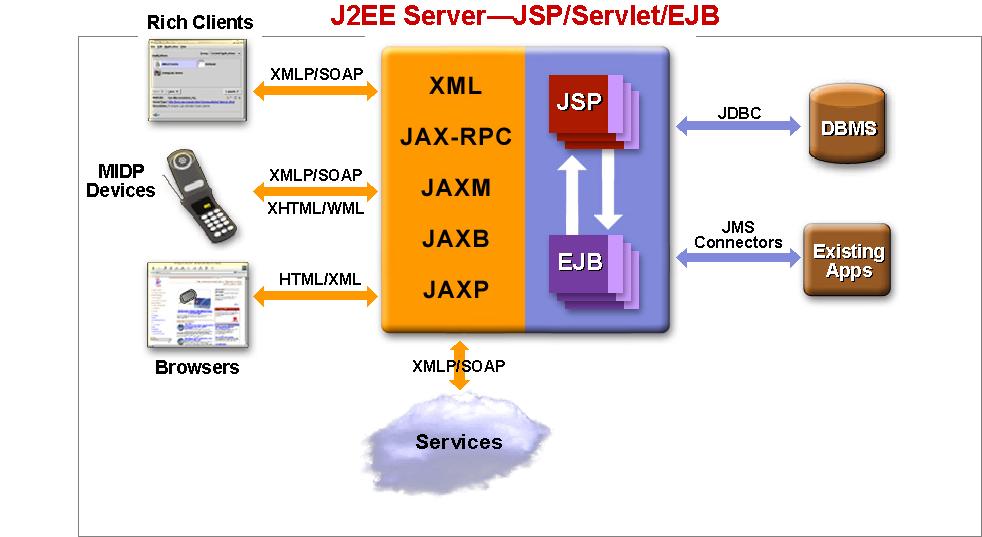 J2EE Server—JSP/Servlet/EJB
Rich Clients
XMLP/SOAP
MIDP
Devices
XMLP/SOAP
XHTML/WML
HTML/XML
Browsers
XML
JAX-RPC
JAXM
JAXB
JAXP
JSP
EJB
JDBC
DBMS
JMS
Connectors
Existing
Apps
XMLP/SOAP
Services